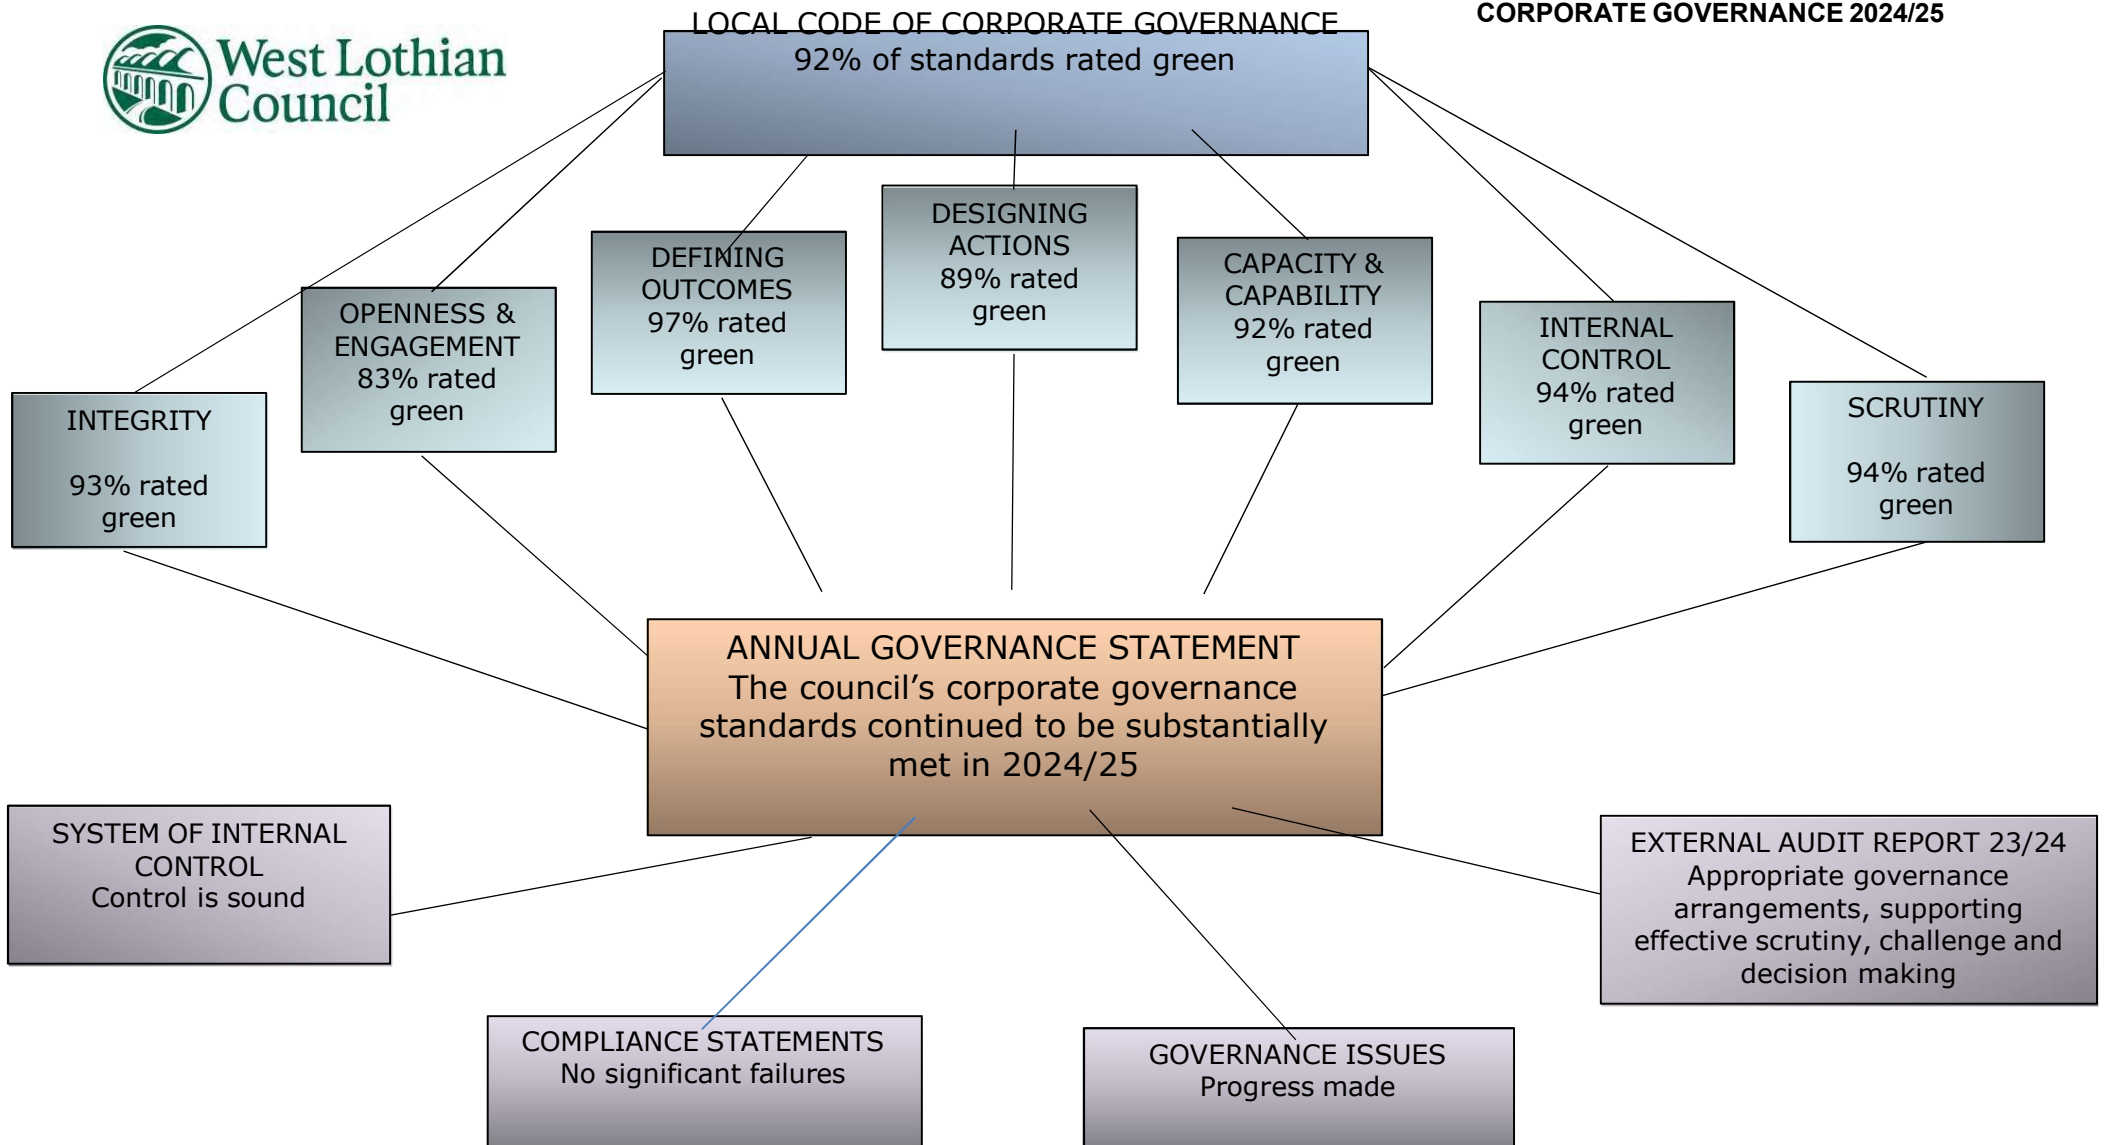 CORPORATE GOVERNANCE 2024/25
West Lothian
Council
LOCAL CODE OF CORPORATE GOVERNANCE
92% of standards rated green
INTEGRITY
93% rated
green
OPENNESS &
ENGAGEMENT
83% rated
green
DEFINING
OUTCOMES
97% rated
green
DESIGNING
ACTIONS
89% rated
green
CAPACITY &
CAPABILITY
92% rated
green
INTERNAL
CONTROL
94% rated
green
SCRUTINY
94% rated
green
ANNUAL GOVERNANCE STATEMENT
The council’s corporate governance
standards continued to be substantially
met in 2024/25
SYSTEM OF INTERNAL
CONTROL
Control is sound
COMPLIANCE STATEMENTS
No significant failures
GOVERNANCE ISSUES
Progress made
EXTERNAL AUDIT REPORT 23/24
Appropriate governance
arrangements, supporting
effective scrutiny, challenge and
decision making